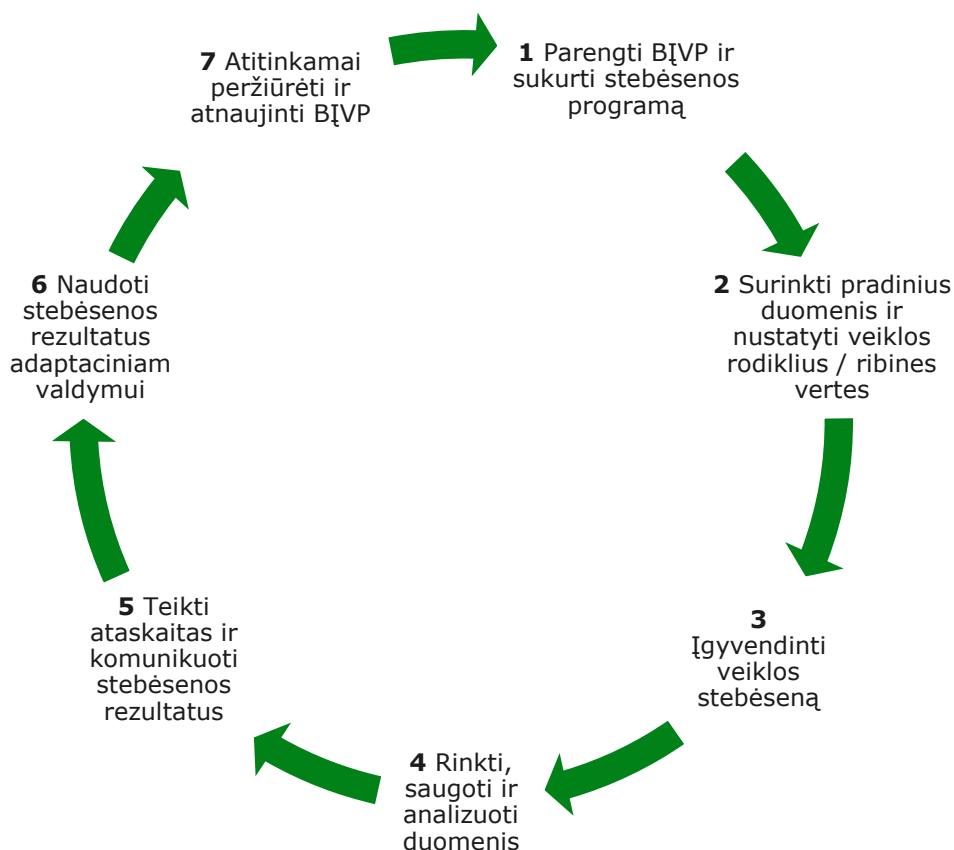 1 Parengti BĮVP ir
sukurti stebėsenos
programą
2 Surinkti pradinius
duomenis ir
nustatyti veiklos
rodiklius / ribines
vertes
3
Įgyvendinti
veiklos
stebėseną
4 Rinkti,
saugoti ir
analizuoti
duomenis
5 Teikti
ataskaitas ir
komunikuoti
stebėsenos
rezultatus
6 Naudoti
stebėsenos
rezultatus
adaptaciniam
valdymui
7 Atitinkamai
peržiūrėti ir
atnaujinti BĮVP